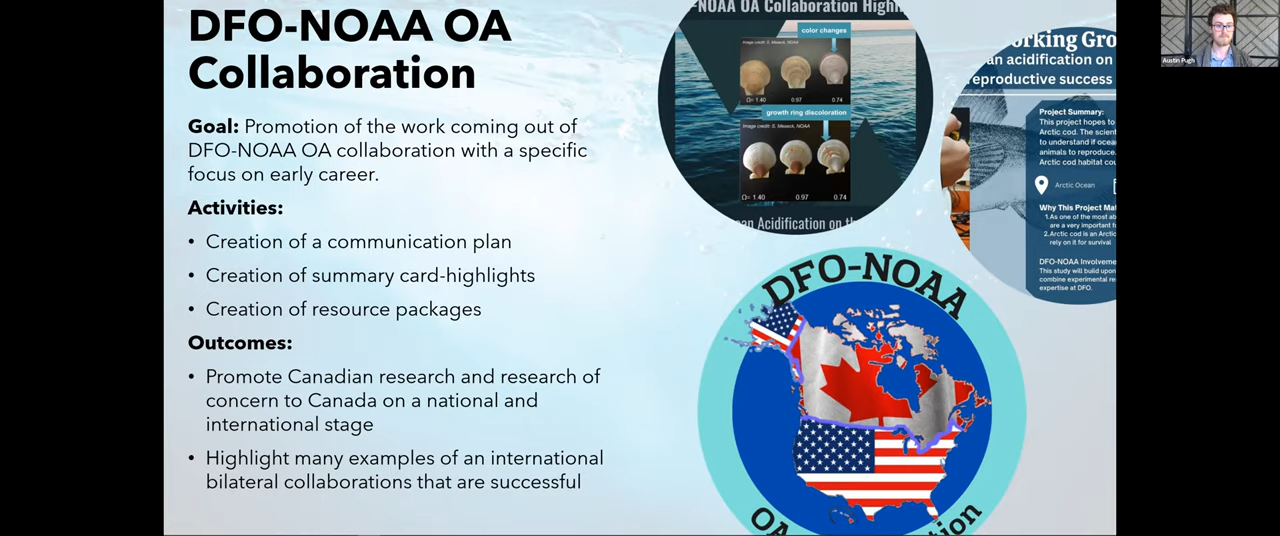 DFO-NOAA OA
Collaboration
Goal: Promotion of the work coming out of
DFO-NOAA OA collaboration with a specific
focus on early career.
Activities:
• Creation of a communication plan
• Creation of summary card-highlights
• Creation of resource packages
Outcomes:
• Promote Canadian research and research of
concern to Canada on a national and
international stage
• Highlight many examples of an international
bilateral collaborations that are successful
-NOAA OA Collaboration Highl
color changes
Image credit: S. Meseck, NOAA
Ω= 1.40 0.97 0.74
growth ring discoloration
Image credit: S. Meseck, NOAA
Ω= 1.40 0.97 0.74
an Acidification on th
orking Gro
an acidification on
reproductive success
Project Summary:
This project hopes to
Arctic cod. The scient
to understand if ocea
animals to reproduce.
Arctic cod habitat cou
Arctic Ocean
Why This Project Mat
1.As one of the most ab
are a very important f
2.Arctic cod is an Arctic
rely on it for survival
DFO-NOAA Involveme
This study will build upon
combine experimental re
expertise at DFO.
DFO-NOAA
OA
tion
Austin Pugh